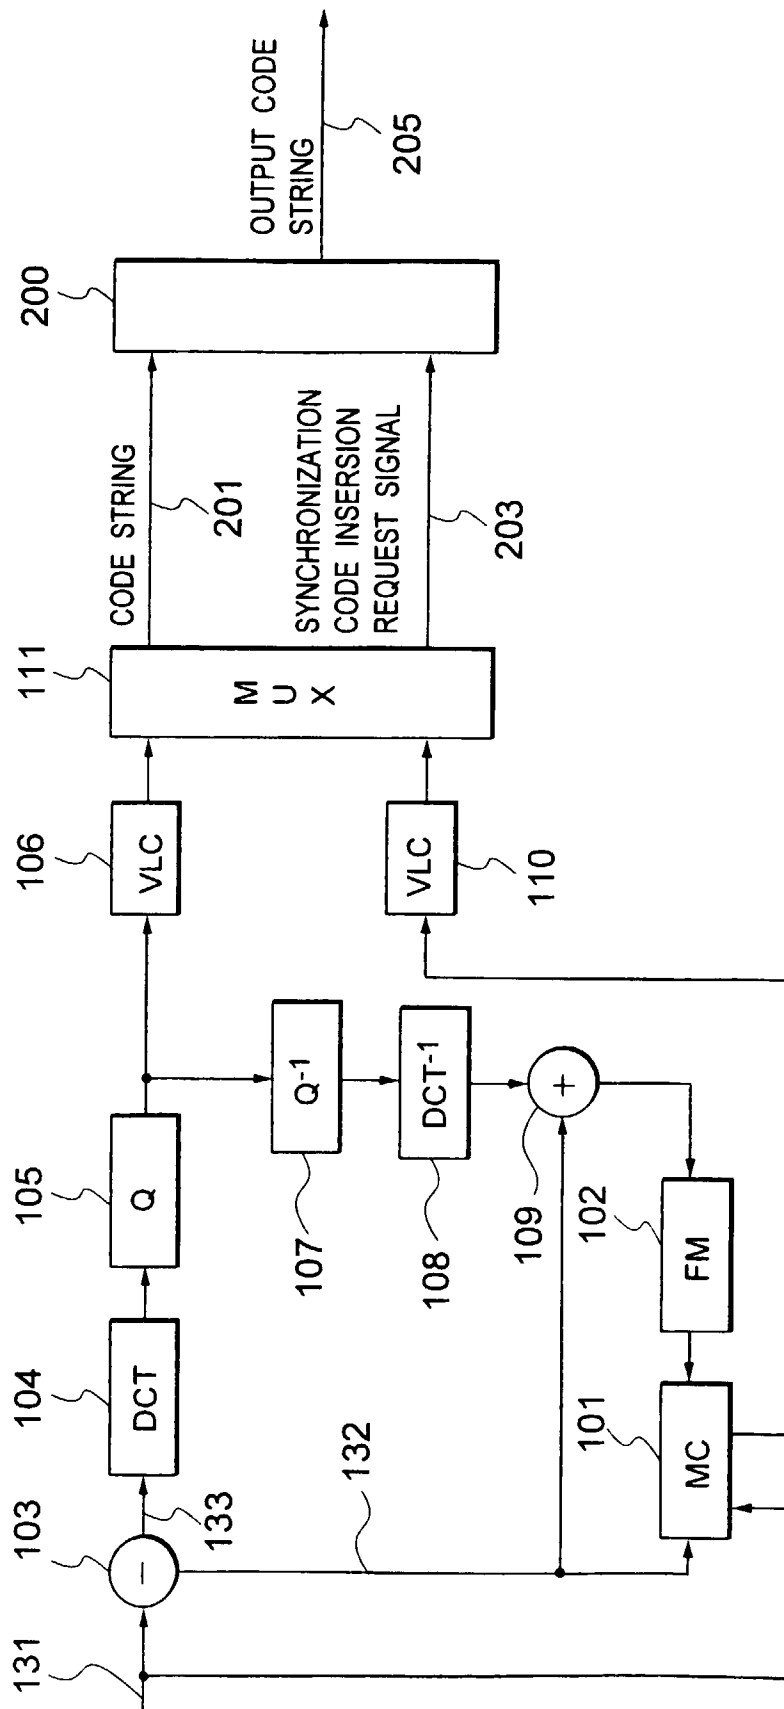 131
103
133
104
DCT
105
Q
106
VLC
111
MUX
CODE STRING
201
200
OUTPUT CODE
STRING
205
SYNCHRONIZATION
CODE INSERSION
REQUEST SIGNAL
203
VLC
110
Q-1
107
DCT-1
108
+
109
102
FM
101
MC
132
−